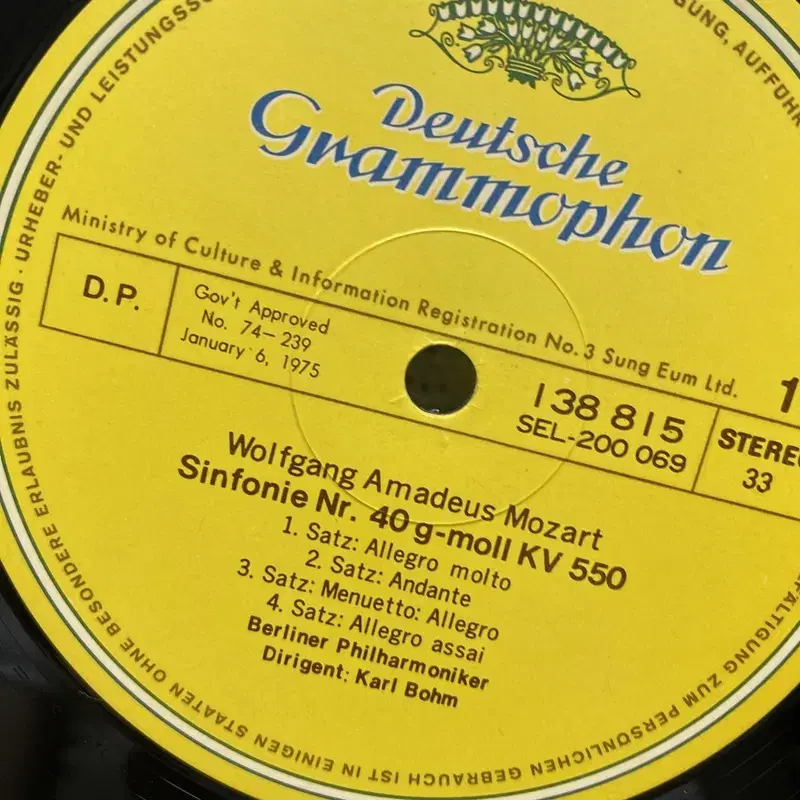 Deutsche
Grammophon
Ministry of Culture & Information Registration No. 3 Sung Eum Ltd.
D.P.
Gov't Approved
No. 74-239
January 6, 1975
138 815
SEL-200 069
1
STEREO
33
Wolfgang Amadeus Mozart
Sinfonie Nr. 40 g-moll KV 550
1. Satz: Allegro molto
2. Satz: Andante
3. Satz: Menuetto: Allegro
4. Satz: Allegro assai
Berliner Philharmoniker
Dirigent: Karl Bohm
GUNG, AUFFÜHR
FÄLTIGUNG ZUM PERSÖNLICHEN GEBRAUCH IST IN EINIGEN STAATEN OHNE BESONDERE ERLAUBNIS ZULÄSSIG · URHEBER- UND LEISTUNGSSC